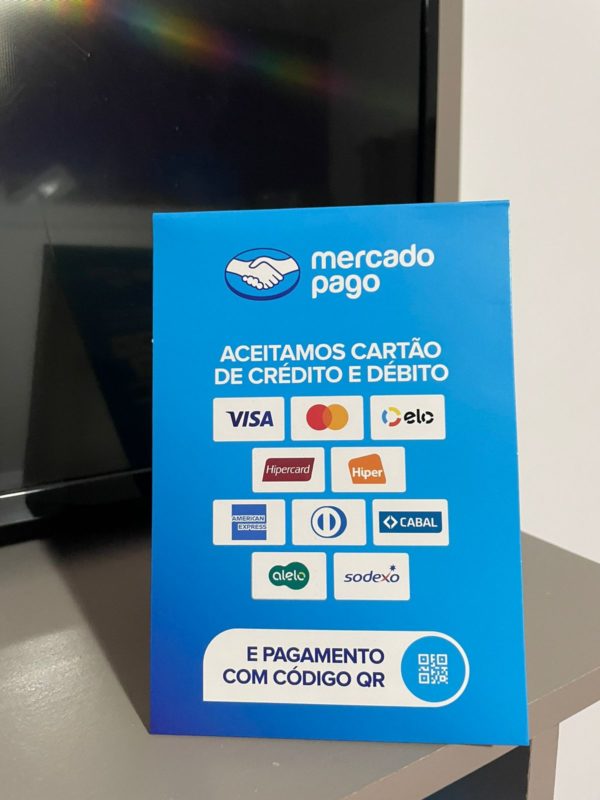 mercado
pago
ACEITAMOS CARTÃO
DE CRÉDITO E DÉBITO
VISA
elo
Hipercard
Hiper
AMERICAN
EXPRESS
CABAL
alelo
sodexo
E PAGAMENTO
COM CÓDIGO QR